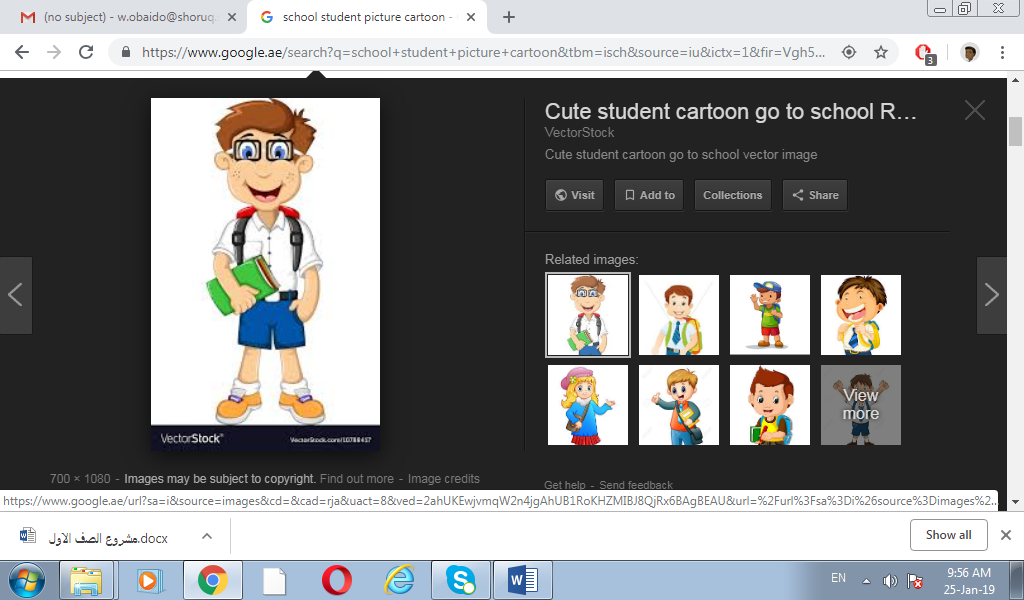 (no subject) - w.obaido@shoruq.
school student picture cartoon -
https://www.google.ae/search?q=school+student+picture+cartoon&tbm=isch&source=iu&ictx=1&fir=Vgh5...
3
Cute student cartoon go to school R...
VectorStock
Cute student cartoon go to school vector image
Visit
Add to
Collections
Share
Related images:
View
more
VectorStock®
VectorStock.com/10788417
700 × 1080 - Images may be subject to copyright. Find out more - Image credits
Get help - Send feedback
https://www.google.ae/url?sa=i&source=images&cd=&cad=rja&uact=8&ved=2ahUKEwjvmqW2n4jgAhUB1RoKHZMIBJ8QjRx6BAgBEAU&url=%2Furl%3Fsa%3Di%26source%3Dimages%2...
مشروع الصف الاول.docx
Show all
EN
9:56 AM
25-Jan-19